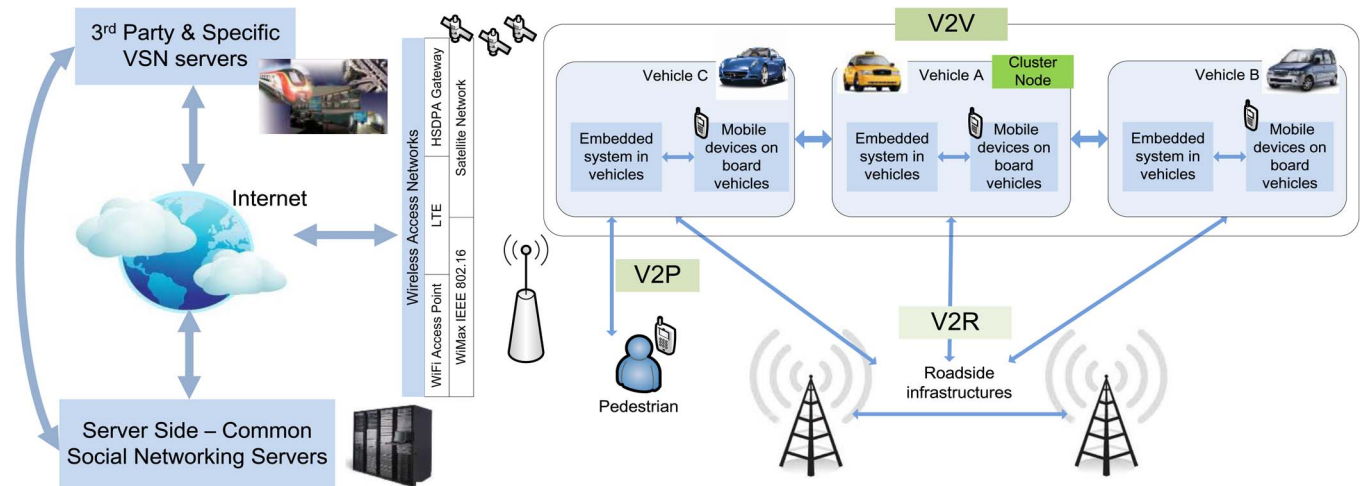 3rd Party & Specific
VSN servers
Internet
Server Side – Common
Social Networking Servers
Wireless Access Networks
HSDPA Gateway
LTE
WiFi Access Point
Satellite Network
WiMax IEEE 802.16
V2V
Vehicle C
Embedded
system in
vehicles
Mobile
devices on
board
vehicles
Vehicle A
Cluster
Node
Embedded
system in
vehicles
Mobile
devices on
board
vehicles
Vehicle B
Embedded
system in
vehicles
Mobile
devices on
board
vehicles
V2P
Pedestrian
V2R
Roadside
infrastructures